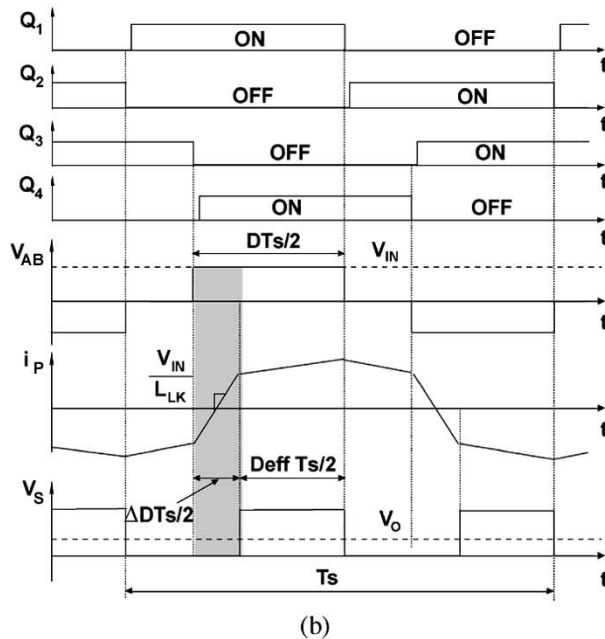 Q1 ON OFF t
Q2 OFF ON t
Q3 OFF ON t
Q4 ON OFF t
DTs/2
VAB VIN t
iP VIN/LLK t
Deff Ts/2
VS ΔDTs/2 VO t
Ts
(b)